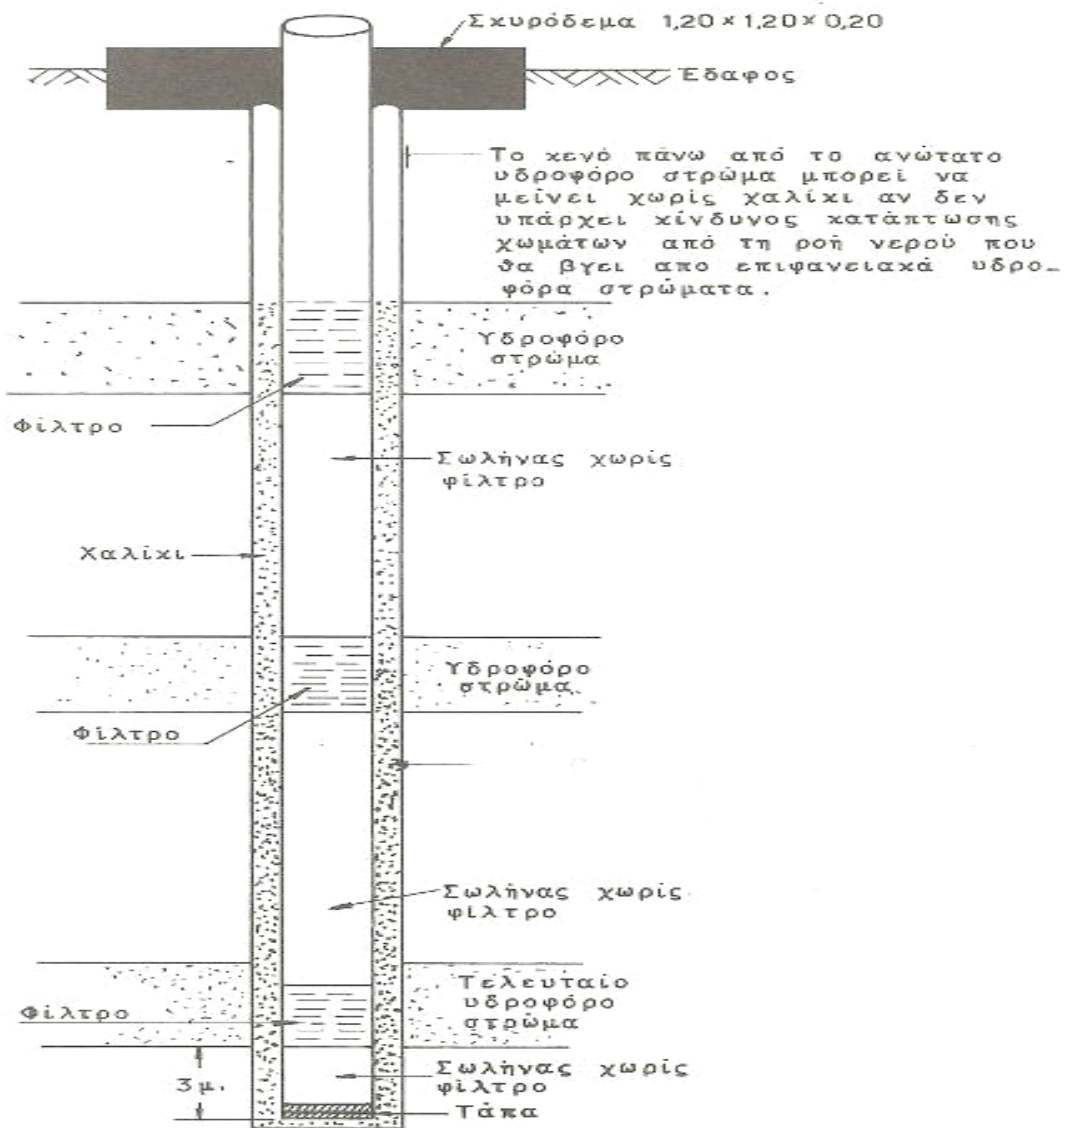 Σκυρόδεμα 1,20 × 1,20 × 0,20
Έδαφος
Το κενό πάνω από το ανώτατο
υδροφόρο στρώμα μπορεί να
μείνει χωρίς χαλίκι αν δεν
υπάρχει κίνδυνος κατάπτωσης
χωμάτων από τη ροή νερού που
θα βγει απο επιφανειακά υδρο-
φόρα στρώματα.
Υδροφόρο
στρώμα
Φίλτρο
Σωλήνας χωρίς
φίλτρο
Χαλίκι
Υδροφόρο
στρώμα.
Φίλτρο
Σωλήνας χωρίς
φίλτρο
Τελευταίο
υδροφόρο
στρώμα
Φίλτρο
Σωλήνας χωρίς
φίλτρο
3μ.
Τάπα